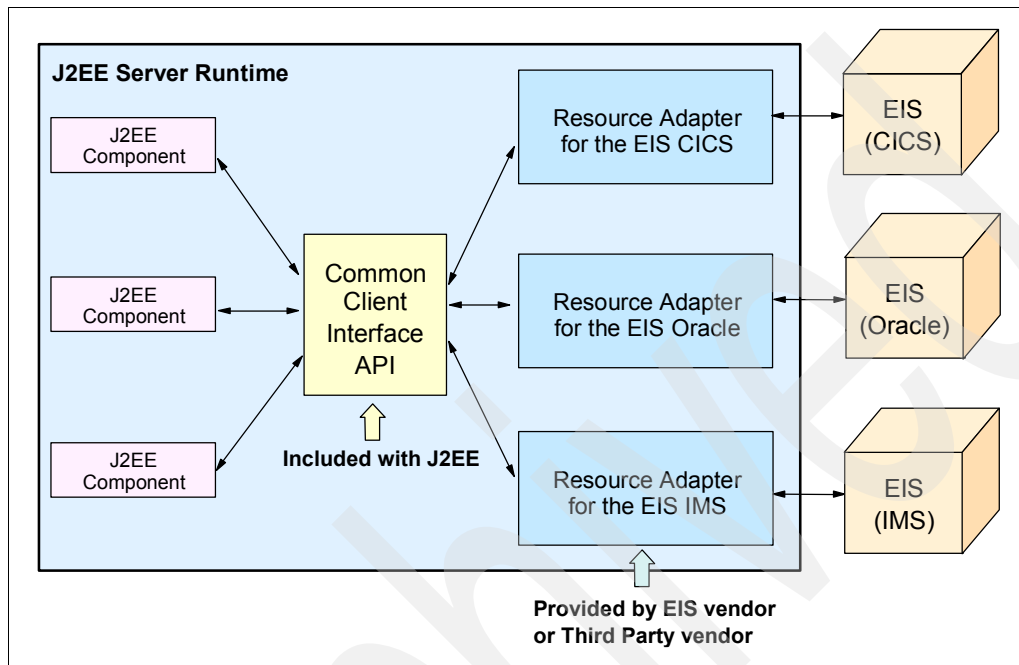 J2EE Server Runtime
J2EE
Component
J2EE
Component
J2EE
Component
Common
Client
Interface
API
Included with J2EE
Resource Adapter
for the EIS CICS
Resource Adapter
for the EIS Oracle
Resource Adapter
for the EIS IMS
Provided by EIS vendor
or Third Party vendor
EIS
(CICS)
EIS
(Oracle)
EIS
(IMS)